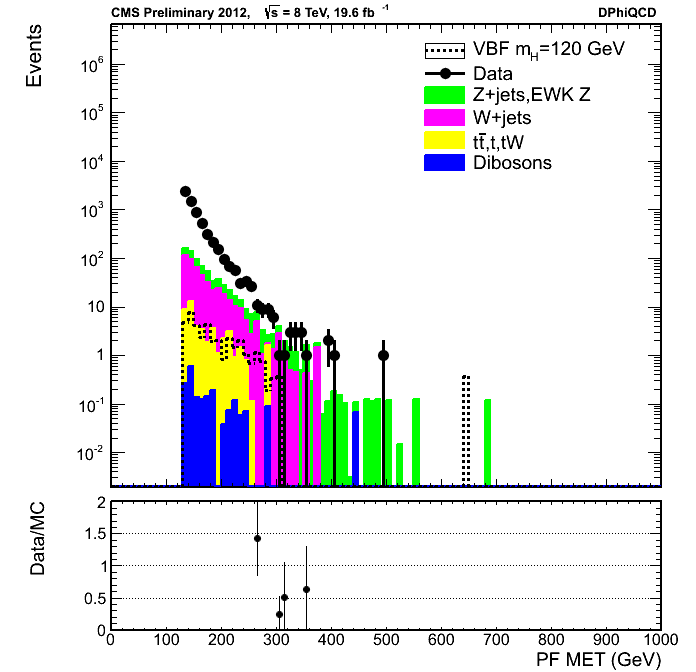 CMS Preliminary 2012, √s = 8 TeV, 19.6 fb⁻¹ DPhiQCD
Events
10⁶
10⁵
10⁴
10³
10²
10
1
10⁻¹
10⁻²
VBF m_H=120 GeV
Data
Z+jets,EWK Z
W+jets
tt̄,t,tW
Dibosons
Data/MC
2
1.5
1
0.5
0
0 100 200 300 400 500 600 700 800 900 1000
PF MET (GeV)